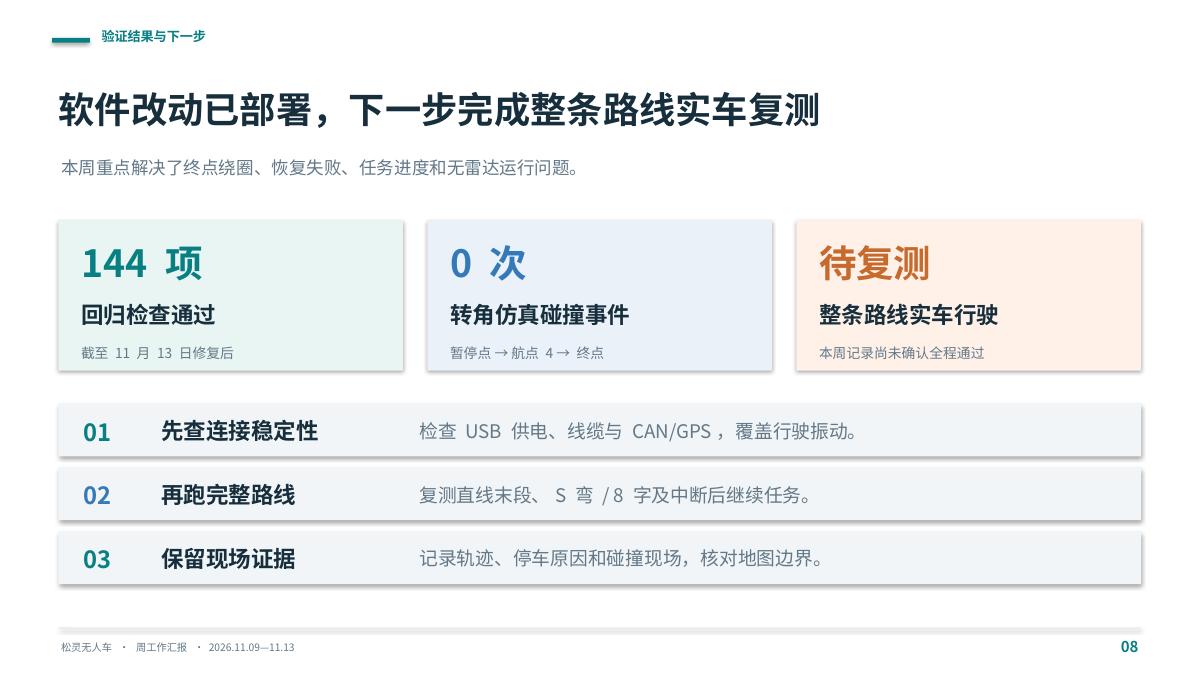 验证结果与下一步
软件改动已部署，下一步完成整条路线实车复测
本周重点解决了终点绕圈、恢复失败、任务进度和无雷达运行问题。
144 项
回归检查通过
截至 11 月 13 日修复后
0 次
转角仿真碰撞事件
暂停点 → 航点 4 → 终点
待复测
整条路线实车行驶
本周记录尚未确认全程通过
01 先查连接稳定性 检查 USB 供电、线缆与 CAN/GPS ，覆盖行驶振动。
02 再跑完整路线 复测直线末段、 S 弯 / 8 字及中断后继续任务。
03 保留现场证据 记录轨迹、停车原因和碰撞现场，核对地图边界。
松灵无人车 · 周工作汇报 · 2026.11.09—11.13 08